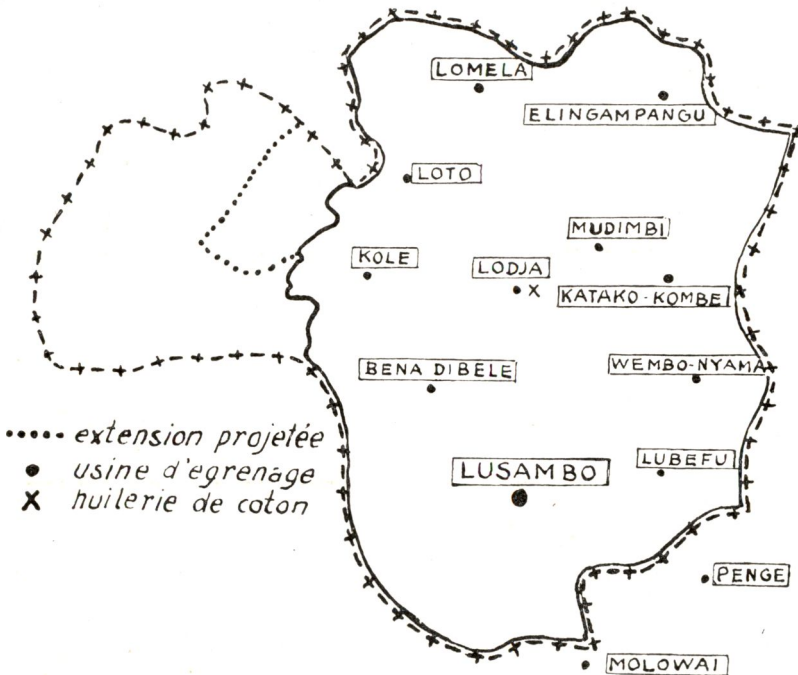 LOMELA
ELINGAMPANGU
LOTO
MUDIMBI
KOLE
LODJA
KATAKO-KOMBE
BENA DIBELE
WEMBO-NYAMA
extension projetée
usine d'egrenage
huilerie de coton
LUSAMBO
LUBEFU
PENGE
MOLOWAI